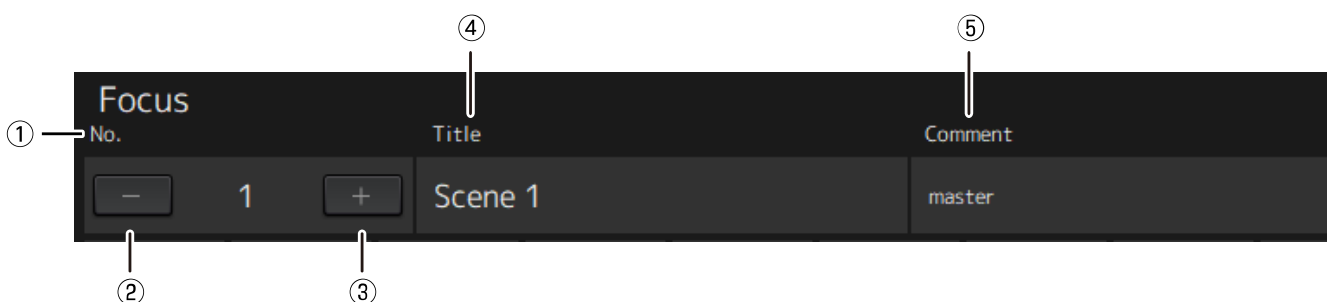 ④ ⑤
Focus
① No. Title Comment
− 1 + Scene 1 master
② ③